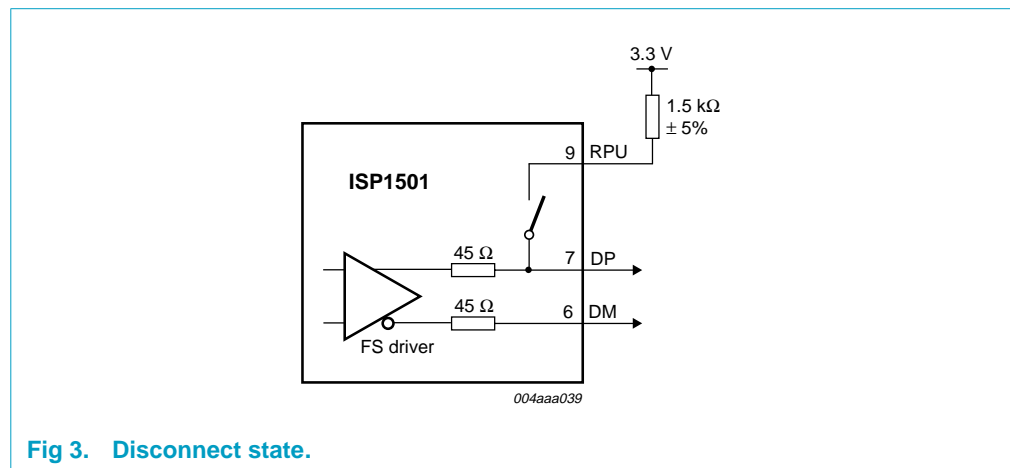 3.3 V
1.5 kΩ
± 5%
9 RPU
ISP1501
45 Ω
7 DP
45 Ω
6 DM
FS driver
004aaa039
Fig 3. Disconnect state.